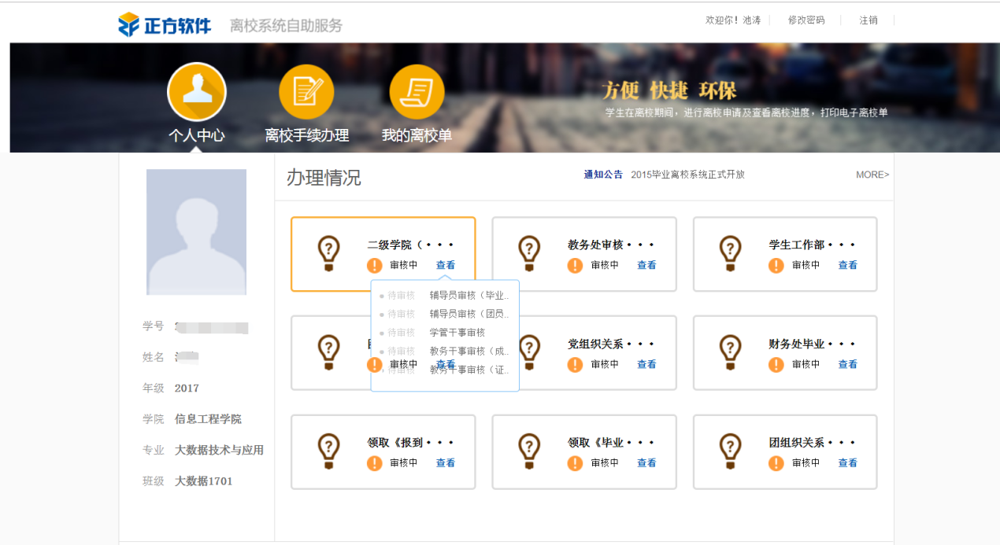 正方软件 离校系统自助服务
欢迎你！池涛 修改密码 注销
方便 快捷 环保
学生在离校期间，进行离校申请及查看离校进度，打印电子离校单
个人中心 离校手续办理 我的离校单
办理情况
通知公告 2015毕业离校系统正式开放 MORE>
二级学院（・・・
审核中 查看
教务处审核・・・
审核中 查看
学生工作部・・・
审核中 查看
待审核 辅导员审核（毕业..
待审核 辅导员审核（团员..
待审核 学管干事审核
待审核 教务干事审核（成..
待审核 教务干事审核（证..
审核中 查看
党组织关系・・・
审核中 查看
财务处毕业・・・
审核中 查看
领取《报到・・・
审核中 查看
领取《毕业・・・
审核中 查看
团组织关系・・・
审核中 查看
学号
姓名
年级 2017
学院 信息工程学院
专业 大数据技术与应用
班级 大数据1701